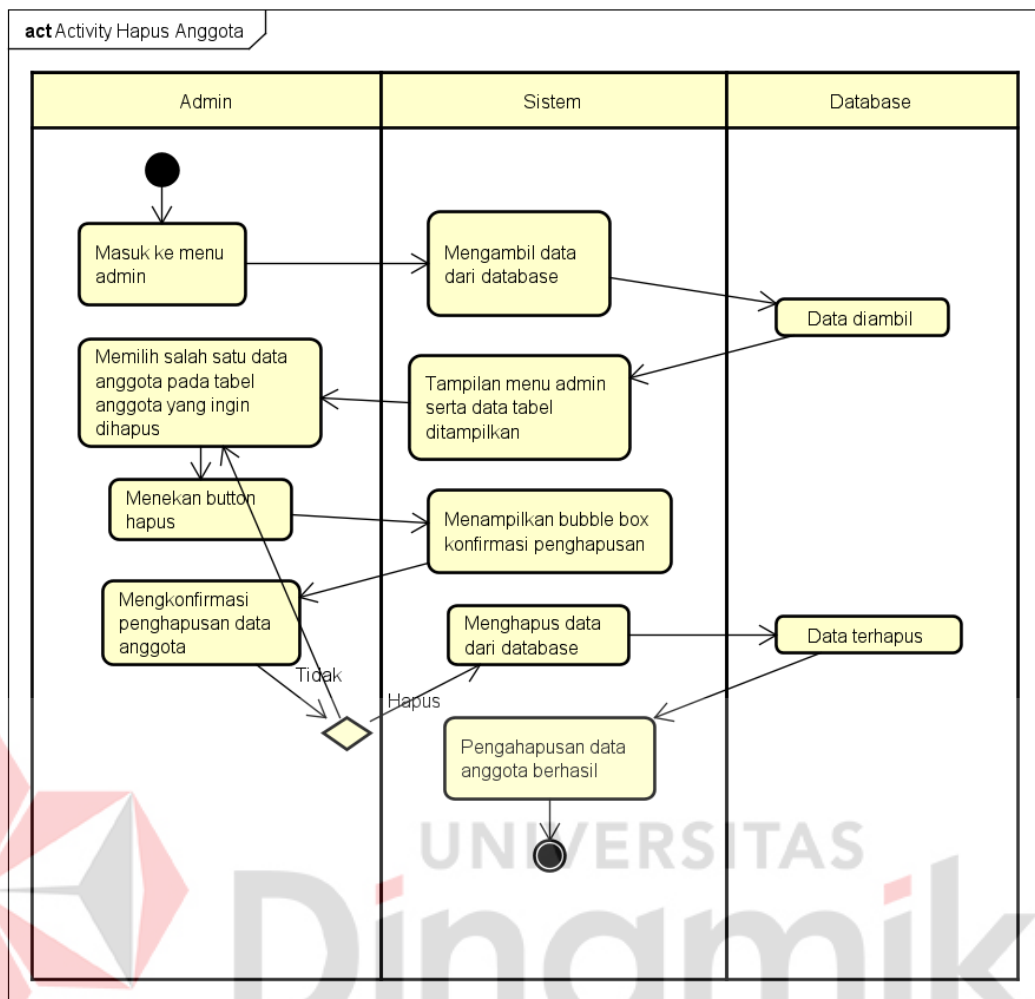 act Activity Hapus Anggota
Admin
Sistem
Database
Masuk ke menu
admin
Mengambil data
dari database
Data diambil
Memilih salah satu data
anggota pada tabel
anggota yang ingin
dihapus
Tampilan menu admin
serta data tabel
ditampilkan
Menekan button
hapus
Menampilkan bubble box
konfirmasi penghapusan
Mengkonfirmasi
penghapusan data
anggota
Menghapus data
dari database
Data terhapus
Tidak
Hapus
Pengahapusan data
anggota berhasil
UNIVERSITAS
Dinamik